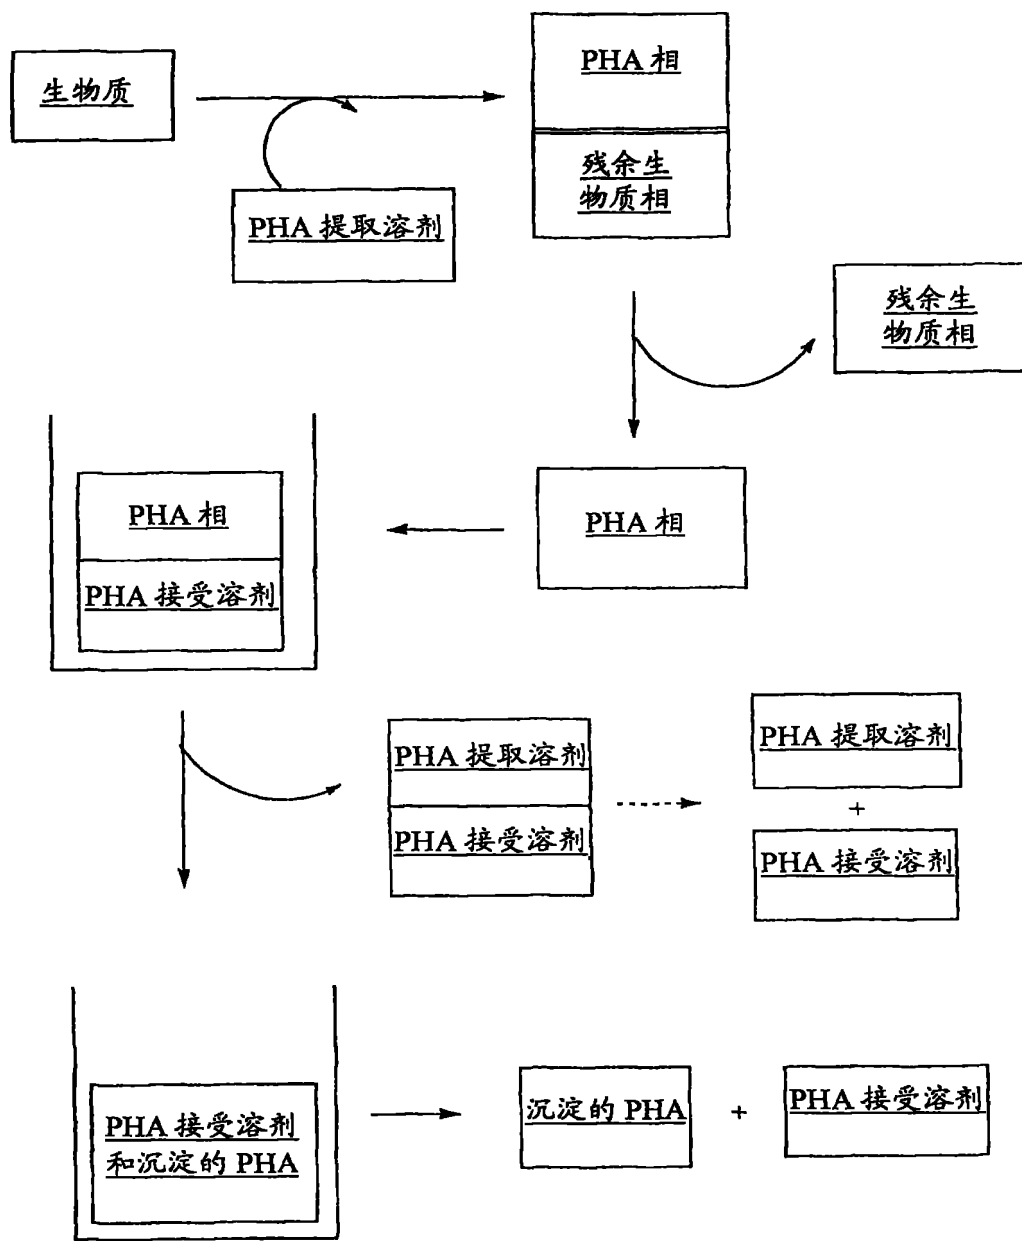 生物质
PHA 提取溶剂
PHA 相
残余生
物质相
残余生
物质相
PHA 相
PHA 相
PHA 接受溶剂
PHA 提取溶剂
PHA 接受溶剂
PHA 提取溶剂
+
PHA 接受溶剂
PHA 接受溶剂
和沉淀的 PHA
沉淀的 PHA
+
PHA 接受溶剂